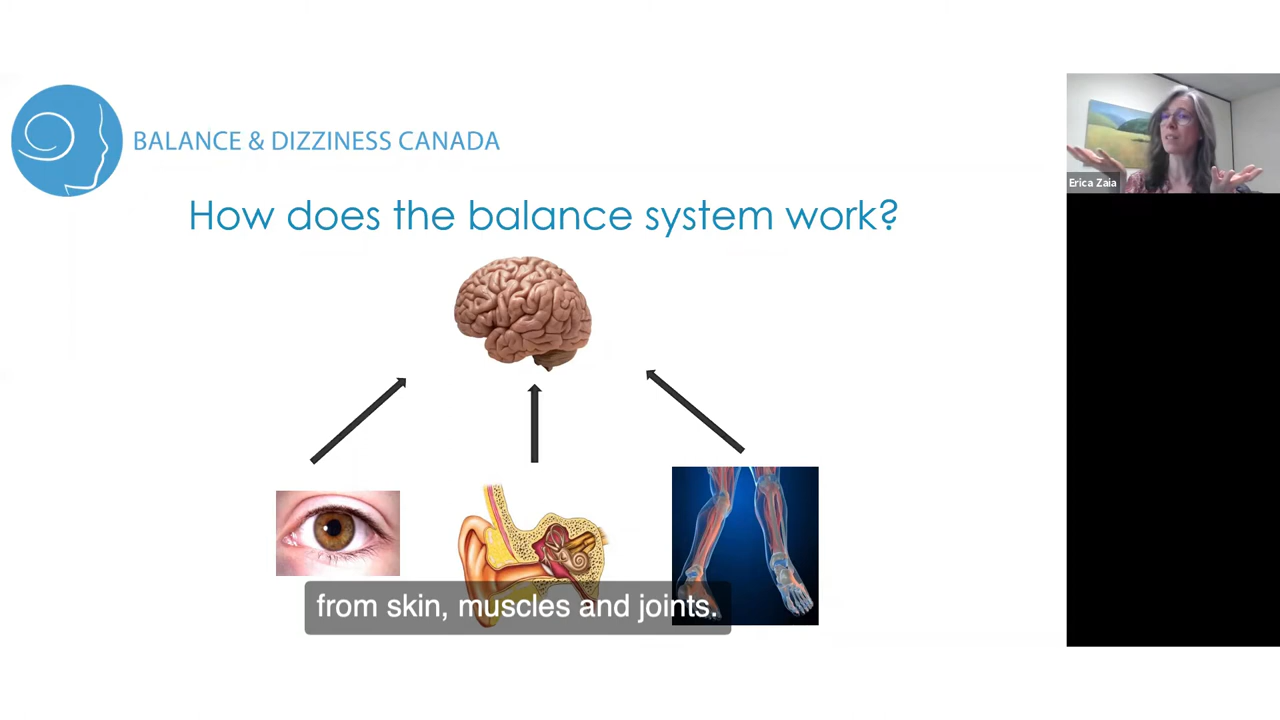 BALANCE & DIZZINESS CANADA
How does the balance system work?
Erica Zaia
from skin, muscles and joints.